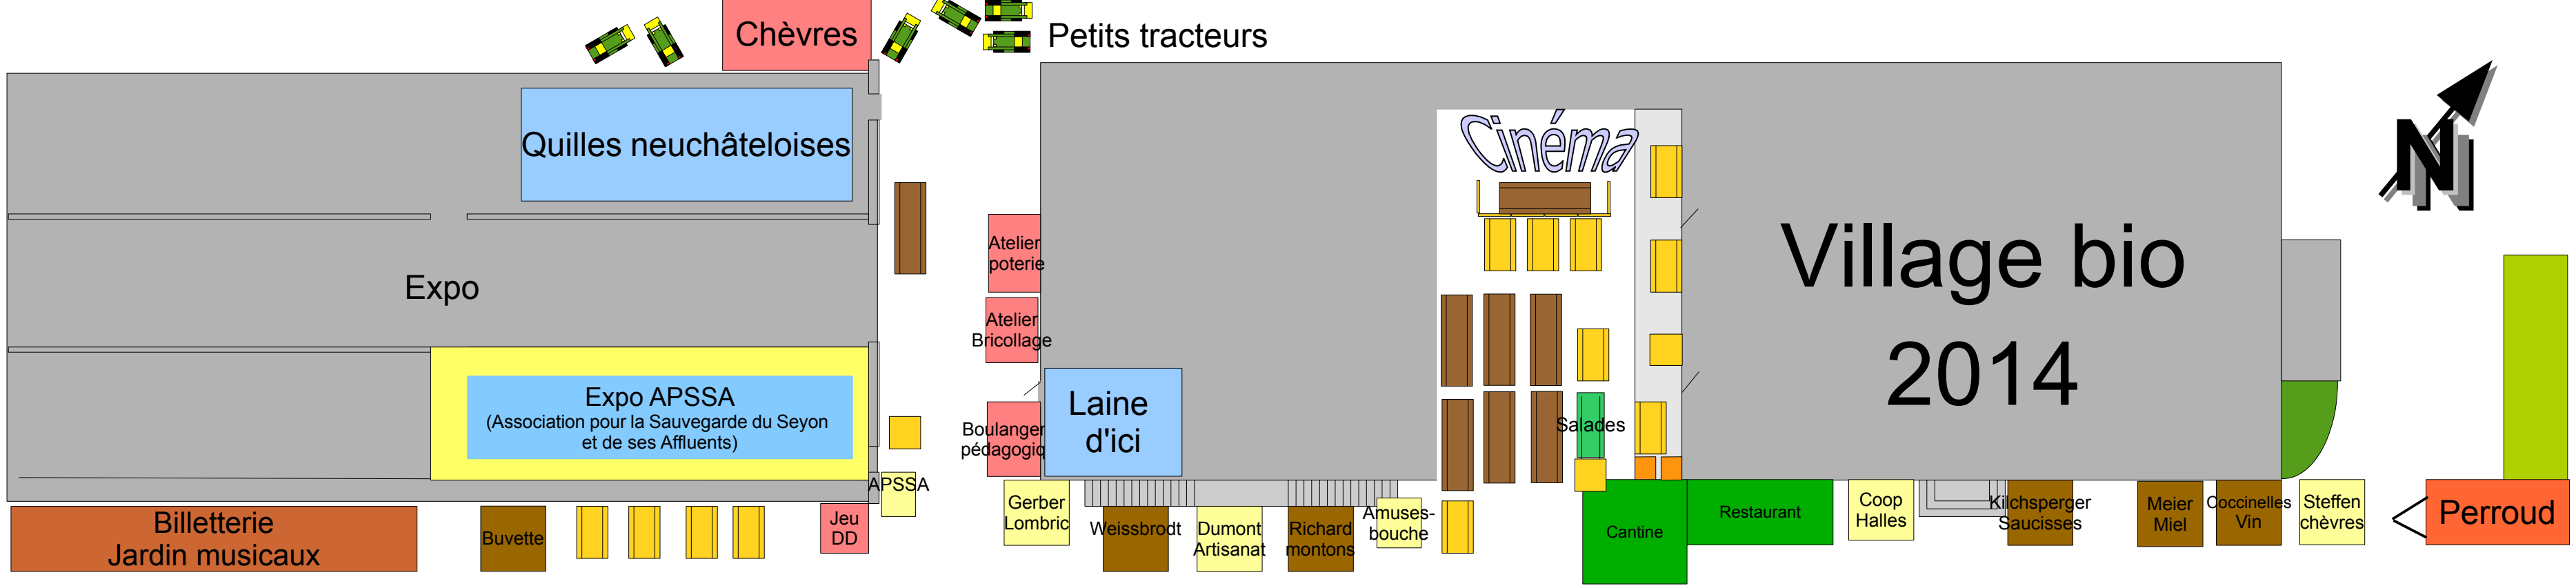 Chèvres
Petits tracteurs
Quilles neuchâteloises
Cinéma
N
Village bio
2014
Atelier
poterie
Expo
Atelier
Bricollage
Expo APSSA
(Association pour la Sauvegarde du Seyon
et de ses Affluents)
Laine
d'ici
Boulanger
pédagogiq
Salades
APSSA
Billetterie
Jardin musicaux
Buvette
Jeu
DD
Gerber
Lombric
Weissbrodt
Dumont
Artisanat
Richard
montons
Amuses-
bouche
Cantine
Restaurant
Coop
Halles
Kilchsperger
Saucisses
Meier
Miel
Coccinelles
Vin
Steffen
chèvres
Perroud